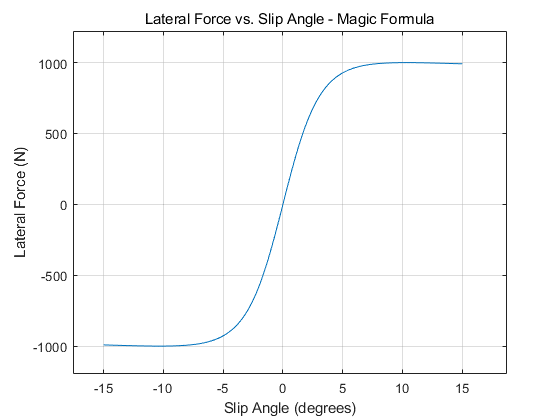 Lateral Force vs. Slip Angle - Magic Formula
1000
500
0
-500
-1000
Lateral Force (N)
-15 -10 -5 0 5 10 15
Slip Angle (degrees)